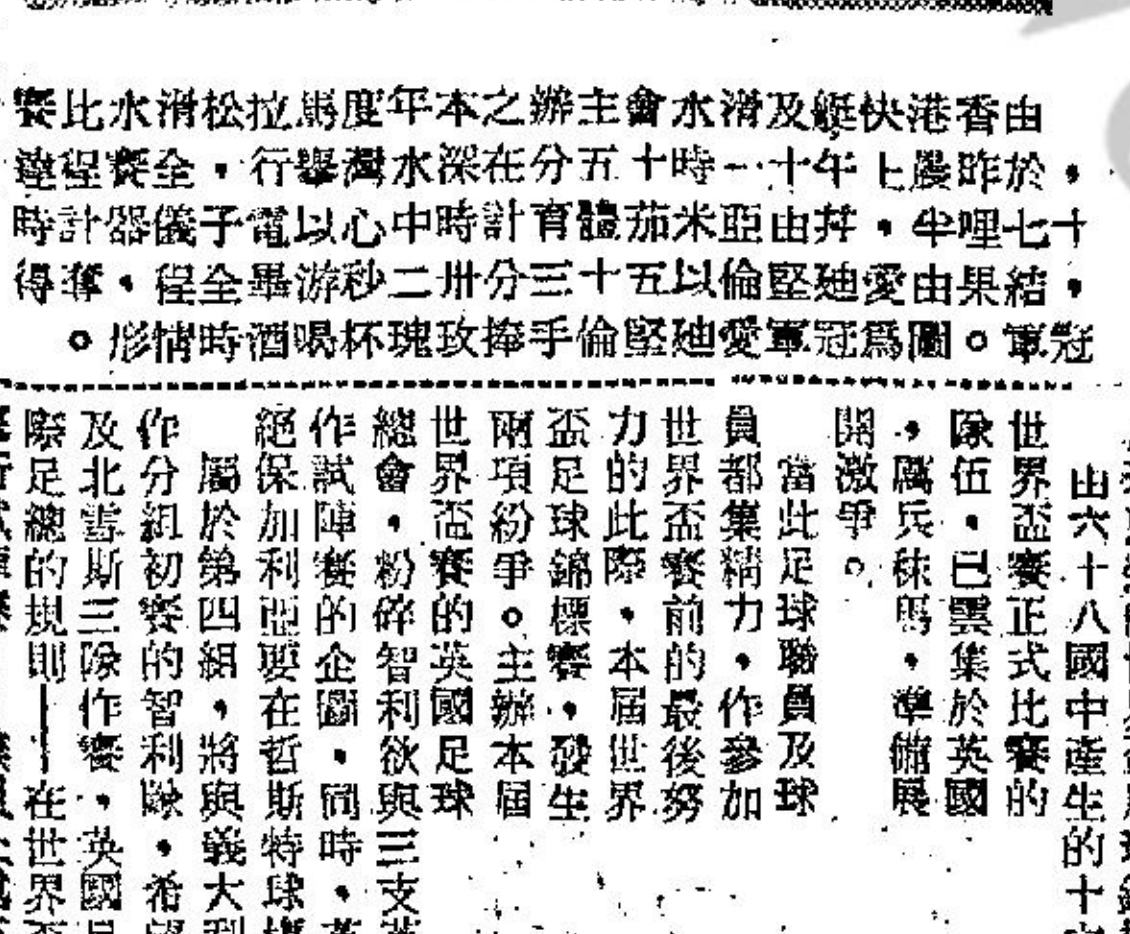 由香港快艇及滑水會主辦之本年度馬拉松滑水比賽
，於昨晨上午十一時十五分在深水灣舉行，全賽程達
十七哩半，幷由亞米茄體育計時中心以電子儀器計時
，結果由愛廸堅倫以五十三分卅二秒游畢全程，奪得
冠軍。圖爲冠軍愛廸堅倫手捧玫瑰杯喝酒時情形。
由六十八國中產生的十
世界盃賽正式比賽的
隊伍，已雲集於英國
，厲兵秣馬，準備展
開激爭。
當此足球聯員及球
員都集精力，作參加
世界盃賽前的最後努
力的此際，本屆世界
盃足球錦標賽，發生
兩項紛爭。主辦本屆
世界盃賽的英國足球
總會，粉碎智利欲與三支英
作試陣賽的企圖，同時，英
絕保加利亞要在哲斯特球
屬於第四組，將與義大利
作分組初賽的智利隊，希望
及北雪斯三隊作賽，英國足
際足總的規則——在世界盃